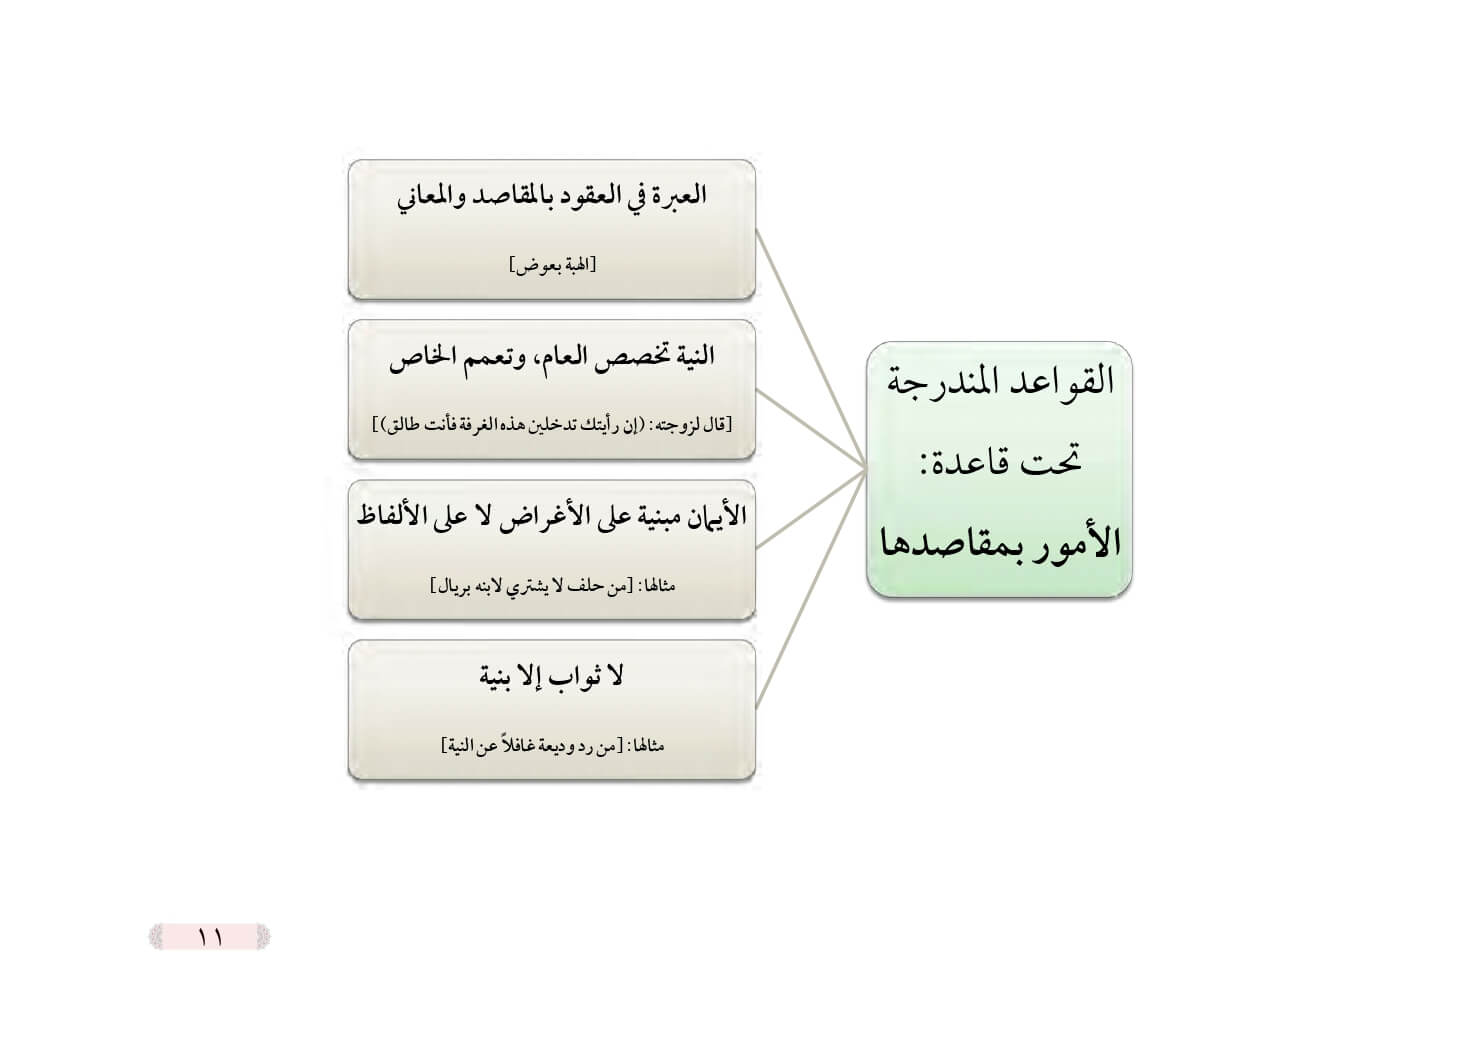 القواعد المندرجة
تحت قاعدة:
الأمور بمقاصدها
العبرة في العقود بالمقاصد والمعاني
[الهبة بعوض]
النية تخصص العام، وتعمم الخاص
[قال لزوجته: (إن رأيتك تدخلين هذه الغرفة فأنت طالق)]
الأيمان مبنية على الأغراض لا على الألفاظ
مثالها: [من حلف لا يشتري لابنه بريال]
لا ثواب إلا بنية
مثالها: [من رد وديعة غافلاً عن النية]
١١